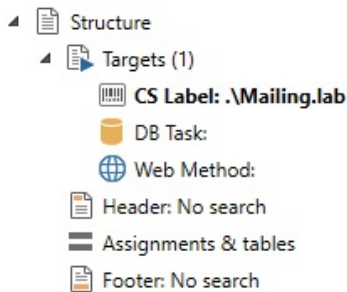 Structure
Targets (1)
CS Label: .\Mailing.lab
DB Task:
Web Method:
Header: No search
Assignments & tables
Footer: No search